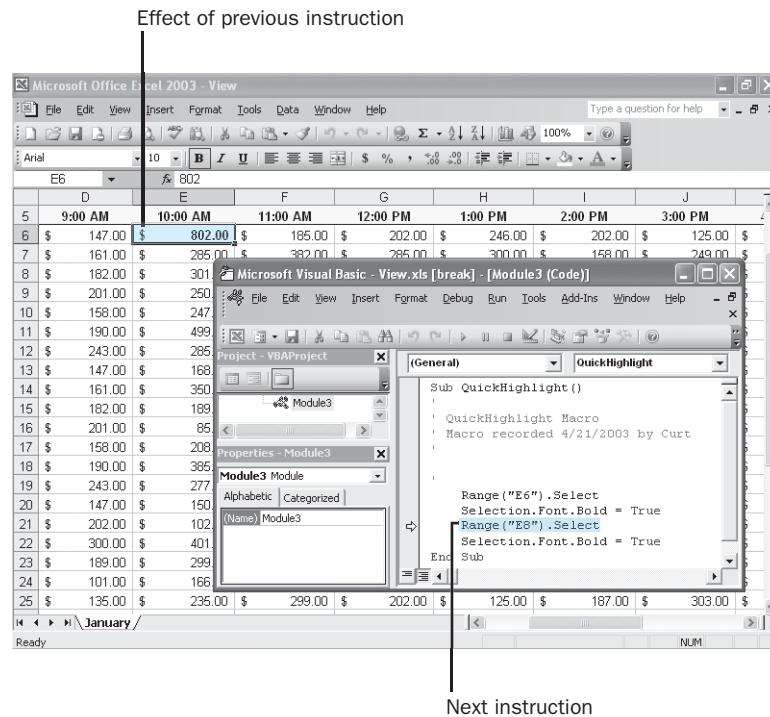 Effect of previous instruction
Microsoft Office Excel 2003 - View
File Edit View Insert Format Tools Data Window Help Type a question for help
Arial 10 B I U $ % , 100%
E6 fx 802
D E F G H I J
5 9:00 AM 10:00 AM 11:00 AM 12:00 PM 1:00 PM 2:00 PM 3:00 PM
6 $ 147.00 $ 802.00 $ 185.00 $ 202.00 $ 246.00 $ 202.00 $ 125.00 $
7 $ 161.00 $ 285.00 $ 382.00 $ 285.00 $ 300.00 $ 158.00 $ 249.00 $
8 $ 182.00 $ 301.
9 $ 201.00 $ 250.
10 $ 158.00 $ 247.
11 $ 190.00 $ 499.
12 $ 243.00 $ 285.
13 $ 147.00 $ 168.
14 $ 161.00 $ 350.
15 $ 182.00 $ 189.
16 $ 201.00 $ 85.
17 $ 158.00 $ 208.
18 $ 190.00 $ 385.
19 $ 243.00 $ 277.
20 $ 147.00 $ 150.
21 $ 202.00 $ 102.
22 $ 300.00 $ 401.
23 $ 189.00 $ 299.
24 $ 101.00 $ 166.
25 $ 135.00 $ 235.00 $ 299.00 $ 202.00 $ 125.00 $ 187.00 $ 303.00 $
Microsoft Visual Basic - View.xls [break] - [Module3 (Code)]
File Edit View Insert Format Debug Run Tools Add-Ins Window Help
Project - VBAProject
Module3
Properties - Module3
Module3 Module
Alphabetic Categorized
(Name) Module3
(General) QuickHighlight
Sub QuickHighlight()
'
' QuickHighlight Macro
' Macro recorded 4/21/2003 by Curt
'
'
Range("E6").Select
Selection.Font.Bold = True
Range("E8").Select
Selection.Font.Bold = True
End Sub
January
Ready NUM
Next instruction